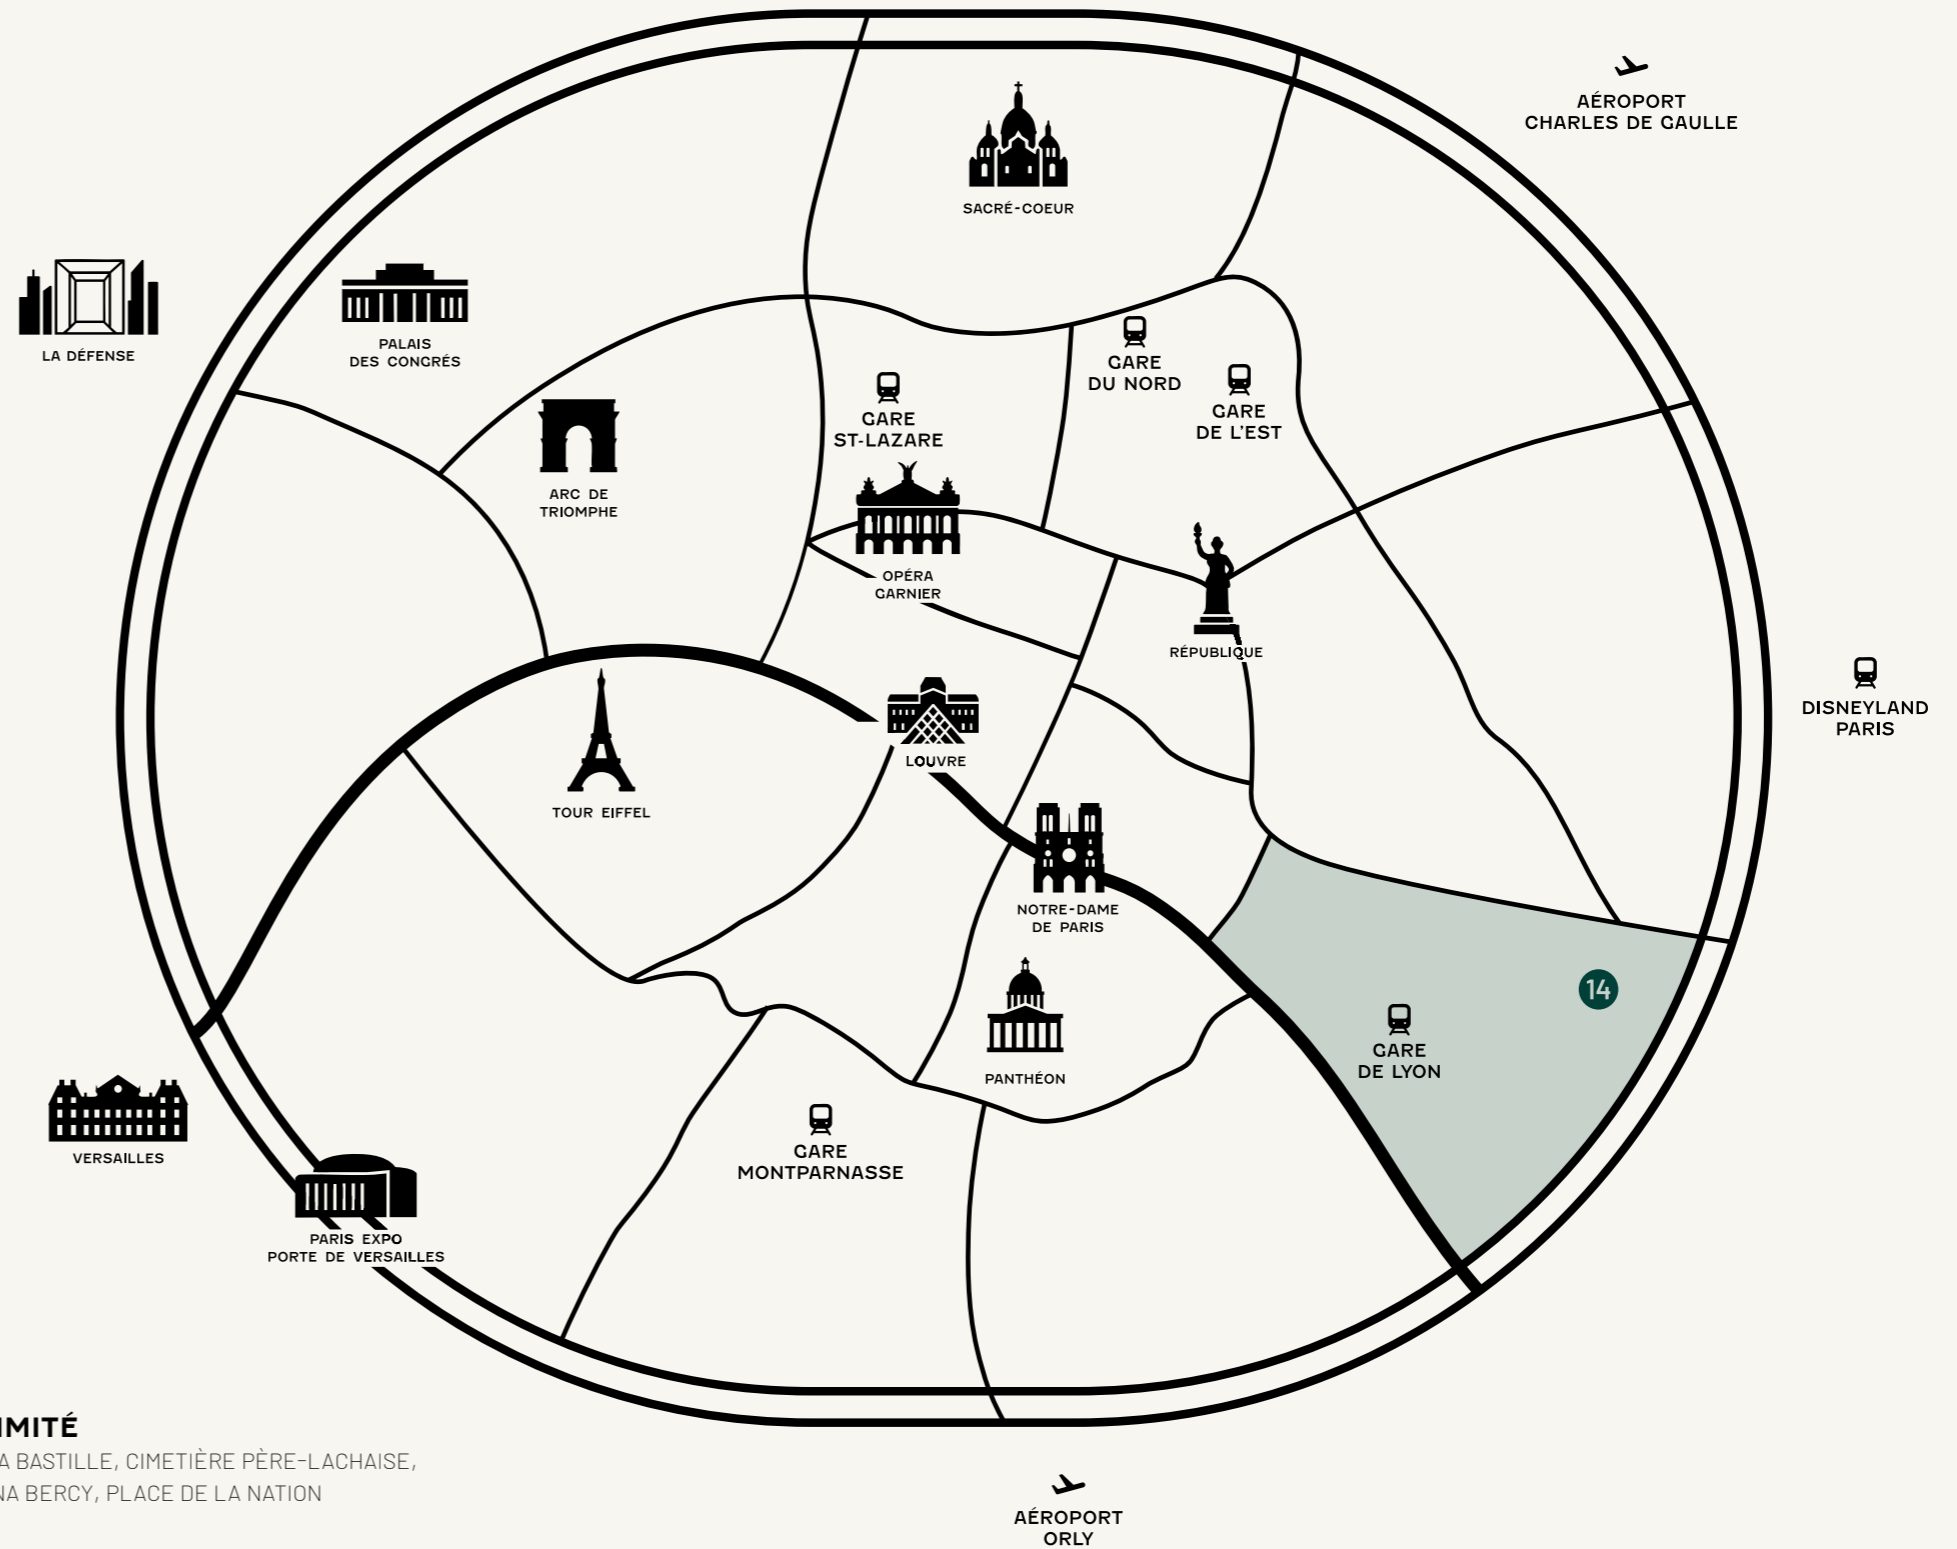 AÉROPORT
CHARLES DE GAULLE
SACRÉ-COEUR
LA DÉFENSE
PALAIS
DES CONGRÉS
GARE
DU NORD
GARE
DE L'EST
GARE
ST-LAZARE
ARC DE
TRIOMPHE
OPÉRA
GARNIER
RÉPUBLIQUE
DISNEYLAND
PARIS
LOUVRE
TOUR EIFFEL
NOTRE-DAME
DE PARIS
14
GARE
DE LYON
PANTHÉON
GARE
MONTPARNASSE
VERSAILLES
PARIS EXPO
PORTE DE VERSAILLES
IMITÉ
A BASTILLE, CIMETIÈRE PÈRE-LACHAISE,
NA BERCY, PLACE DE LA NATION
AÉROPORT
ORLY